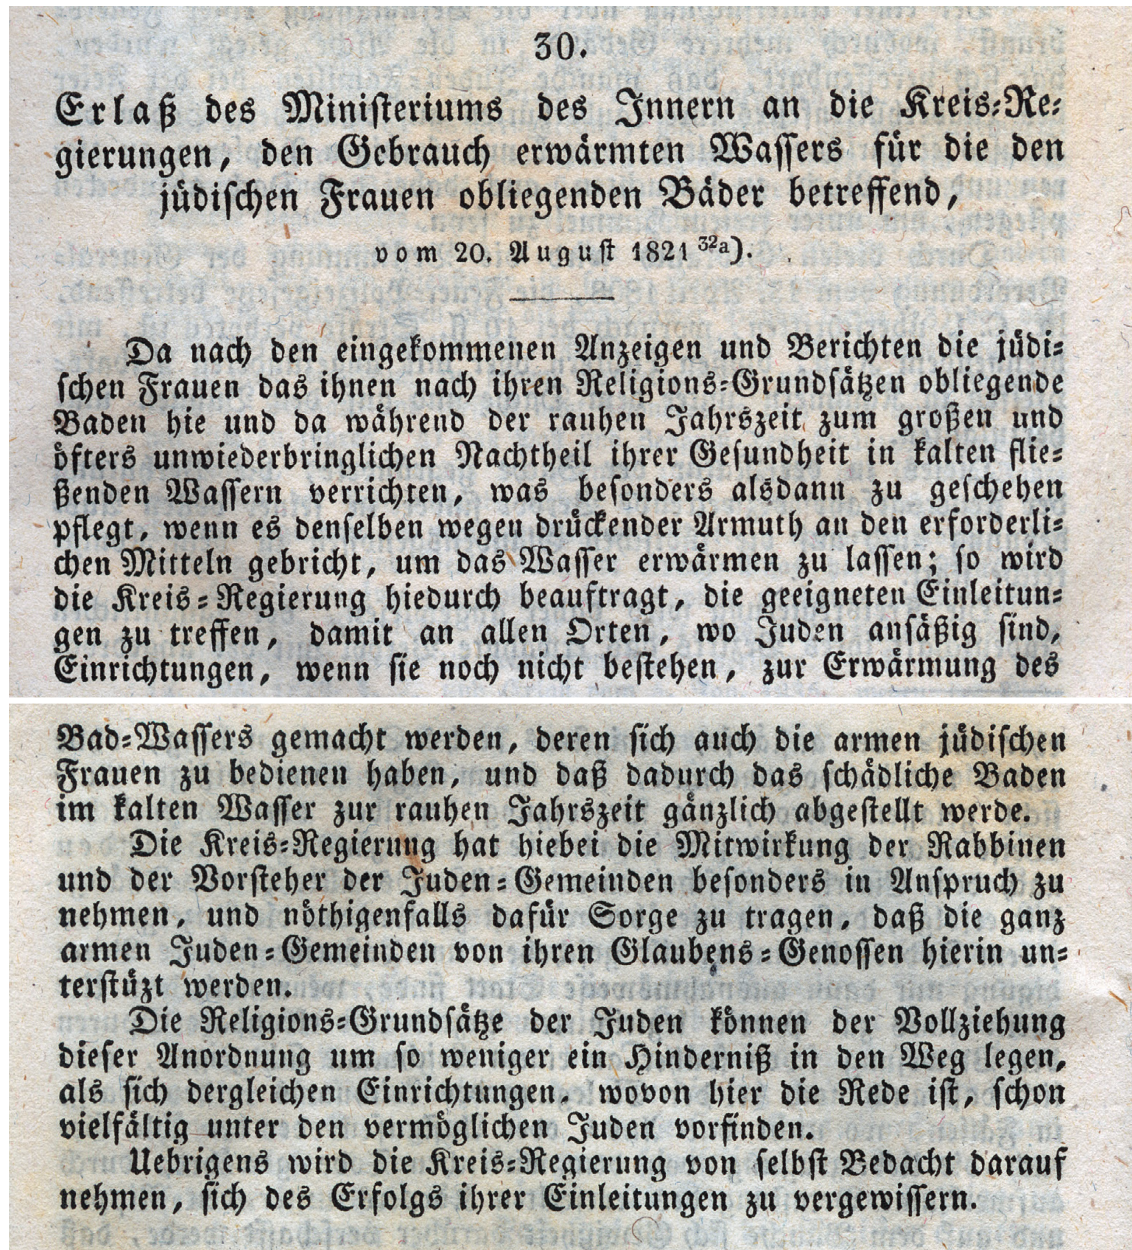 30.
Erlaß des Ministeriums des Innern an die Kreis-Re-
gierungen, den Gebrauch erwärmten Wassers für die den
jüdischen Frauen obliegenden Bäder betreffend,
vom 20. August 1821 32a).
Da nach den eingekommenen Anzeigen und Berichten die jüdi-
schen Frauen das ihnen nach ihren Religions-Grundsätzen obliegende
Baden hie und da während der rauhen Jahrszeit zum großen und
öfters unwiederbringlichen Nachtheil ihrer Gesundheit in kalten flie-
ßenden Wassern verrichten, was besonders alsdann zu geschehen
pflegt, wenn es denselben wegen drückender Armuth an den erforderli-
chen Mitteln gebricht, um das Wasser erwärmen zu lassen; so wird
die Kreis-Regierung hiedurch beauftragt, die geeigneten Einleitun-
gen zu treffen, damit an allen Orten, wo Juden ansäßig sind,
Einrichtungen, wenn sie noch nicht bestehen, zur Erwärmung des
Bad-Wassers gemacht werden, deren sich auch die armen jüdischen
Frauen zu bedienen haben, und daß dadurch das schädliche Baden
im kalten Wasser zur rauhen Jahrszeit gänzlich abgestellt werde.
Die Kreis-Regierung hat hiebei die Mitwirkung der Rabbinen
und der Vorsteher der Juden-Gemeinden besonders in Anspruch zu
nehmen, und nöthigenfalls dafür Sorge zu tragen, daß die ganz
armen Juden-Gemeinden von ihren Glaubens-Genossen hierin un-
terstüzt werden.
Die Religions-Grundsätze der Juden können der Vollziehung
dieser Anordnung um so weniger ein Hinderniß in den Weg legen,
als sich dergleichen Einrichtungen, wovon hier die Rede ist, schon
vielfältig unter den vermöglichen Juden vorfinden.
Uebrigens wird die Kreis-Regierung von selbst Bedacht darauf
nehmen, sich des Erfolgs ihrer Einleitungen zu vergewissern.